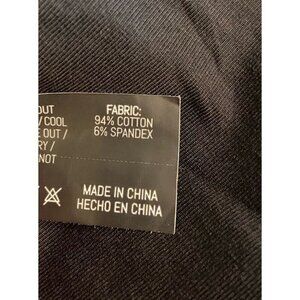 OUT
/ COOL
E OUT /
RY /
NOT
FABRIC:
94% COTTON
6% SPANDEX
MADE IN CHINA
HECHO EN CHINA